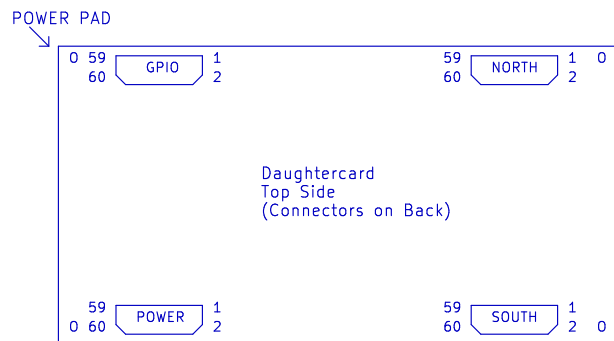 POWER PAD
O 59 GPIO 1 59 NORTH 1 O
60 2 60 2
Daughtercard
Top Side
(Connectors on Back)
59 POWER 1 59 SOUTH 1
O 60 2 60 2 O